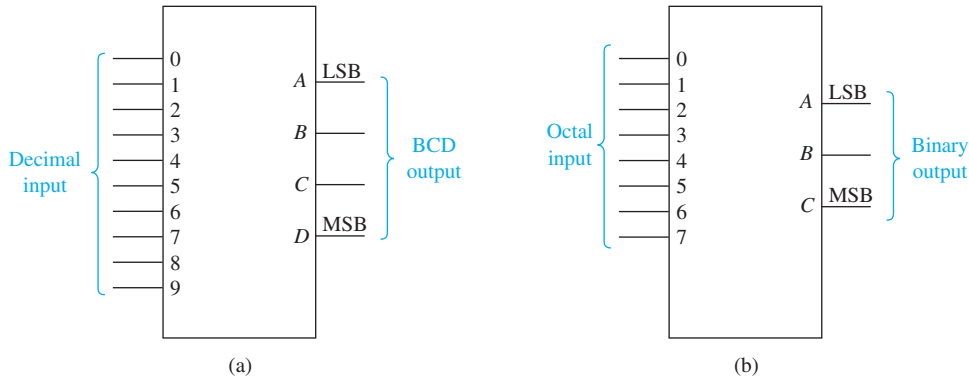 Decimal
input
0
1
2
3
4
5
6
7
8
9
A LSB
B
C
D MSB
BCD
output
(a)
Octal
input
0
1
2
3
4
5
6
7
A LSB
B
C MSB
Binary
output
(b)